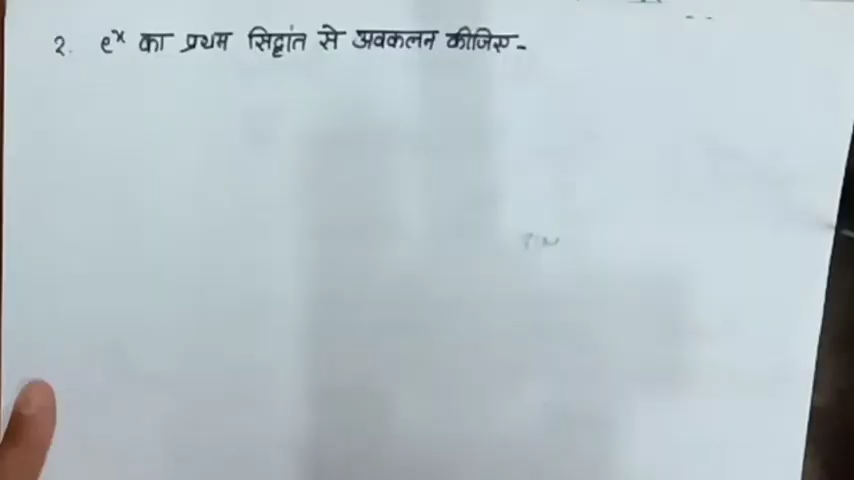 2. eˣ का प्रथम सिद्धांत से अवकलन कीजिए-